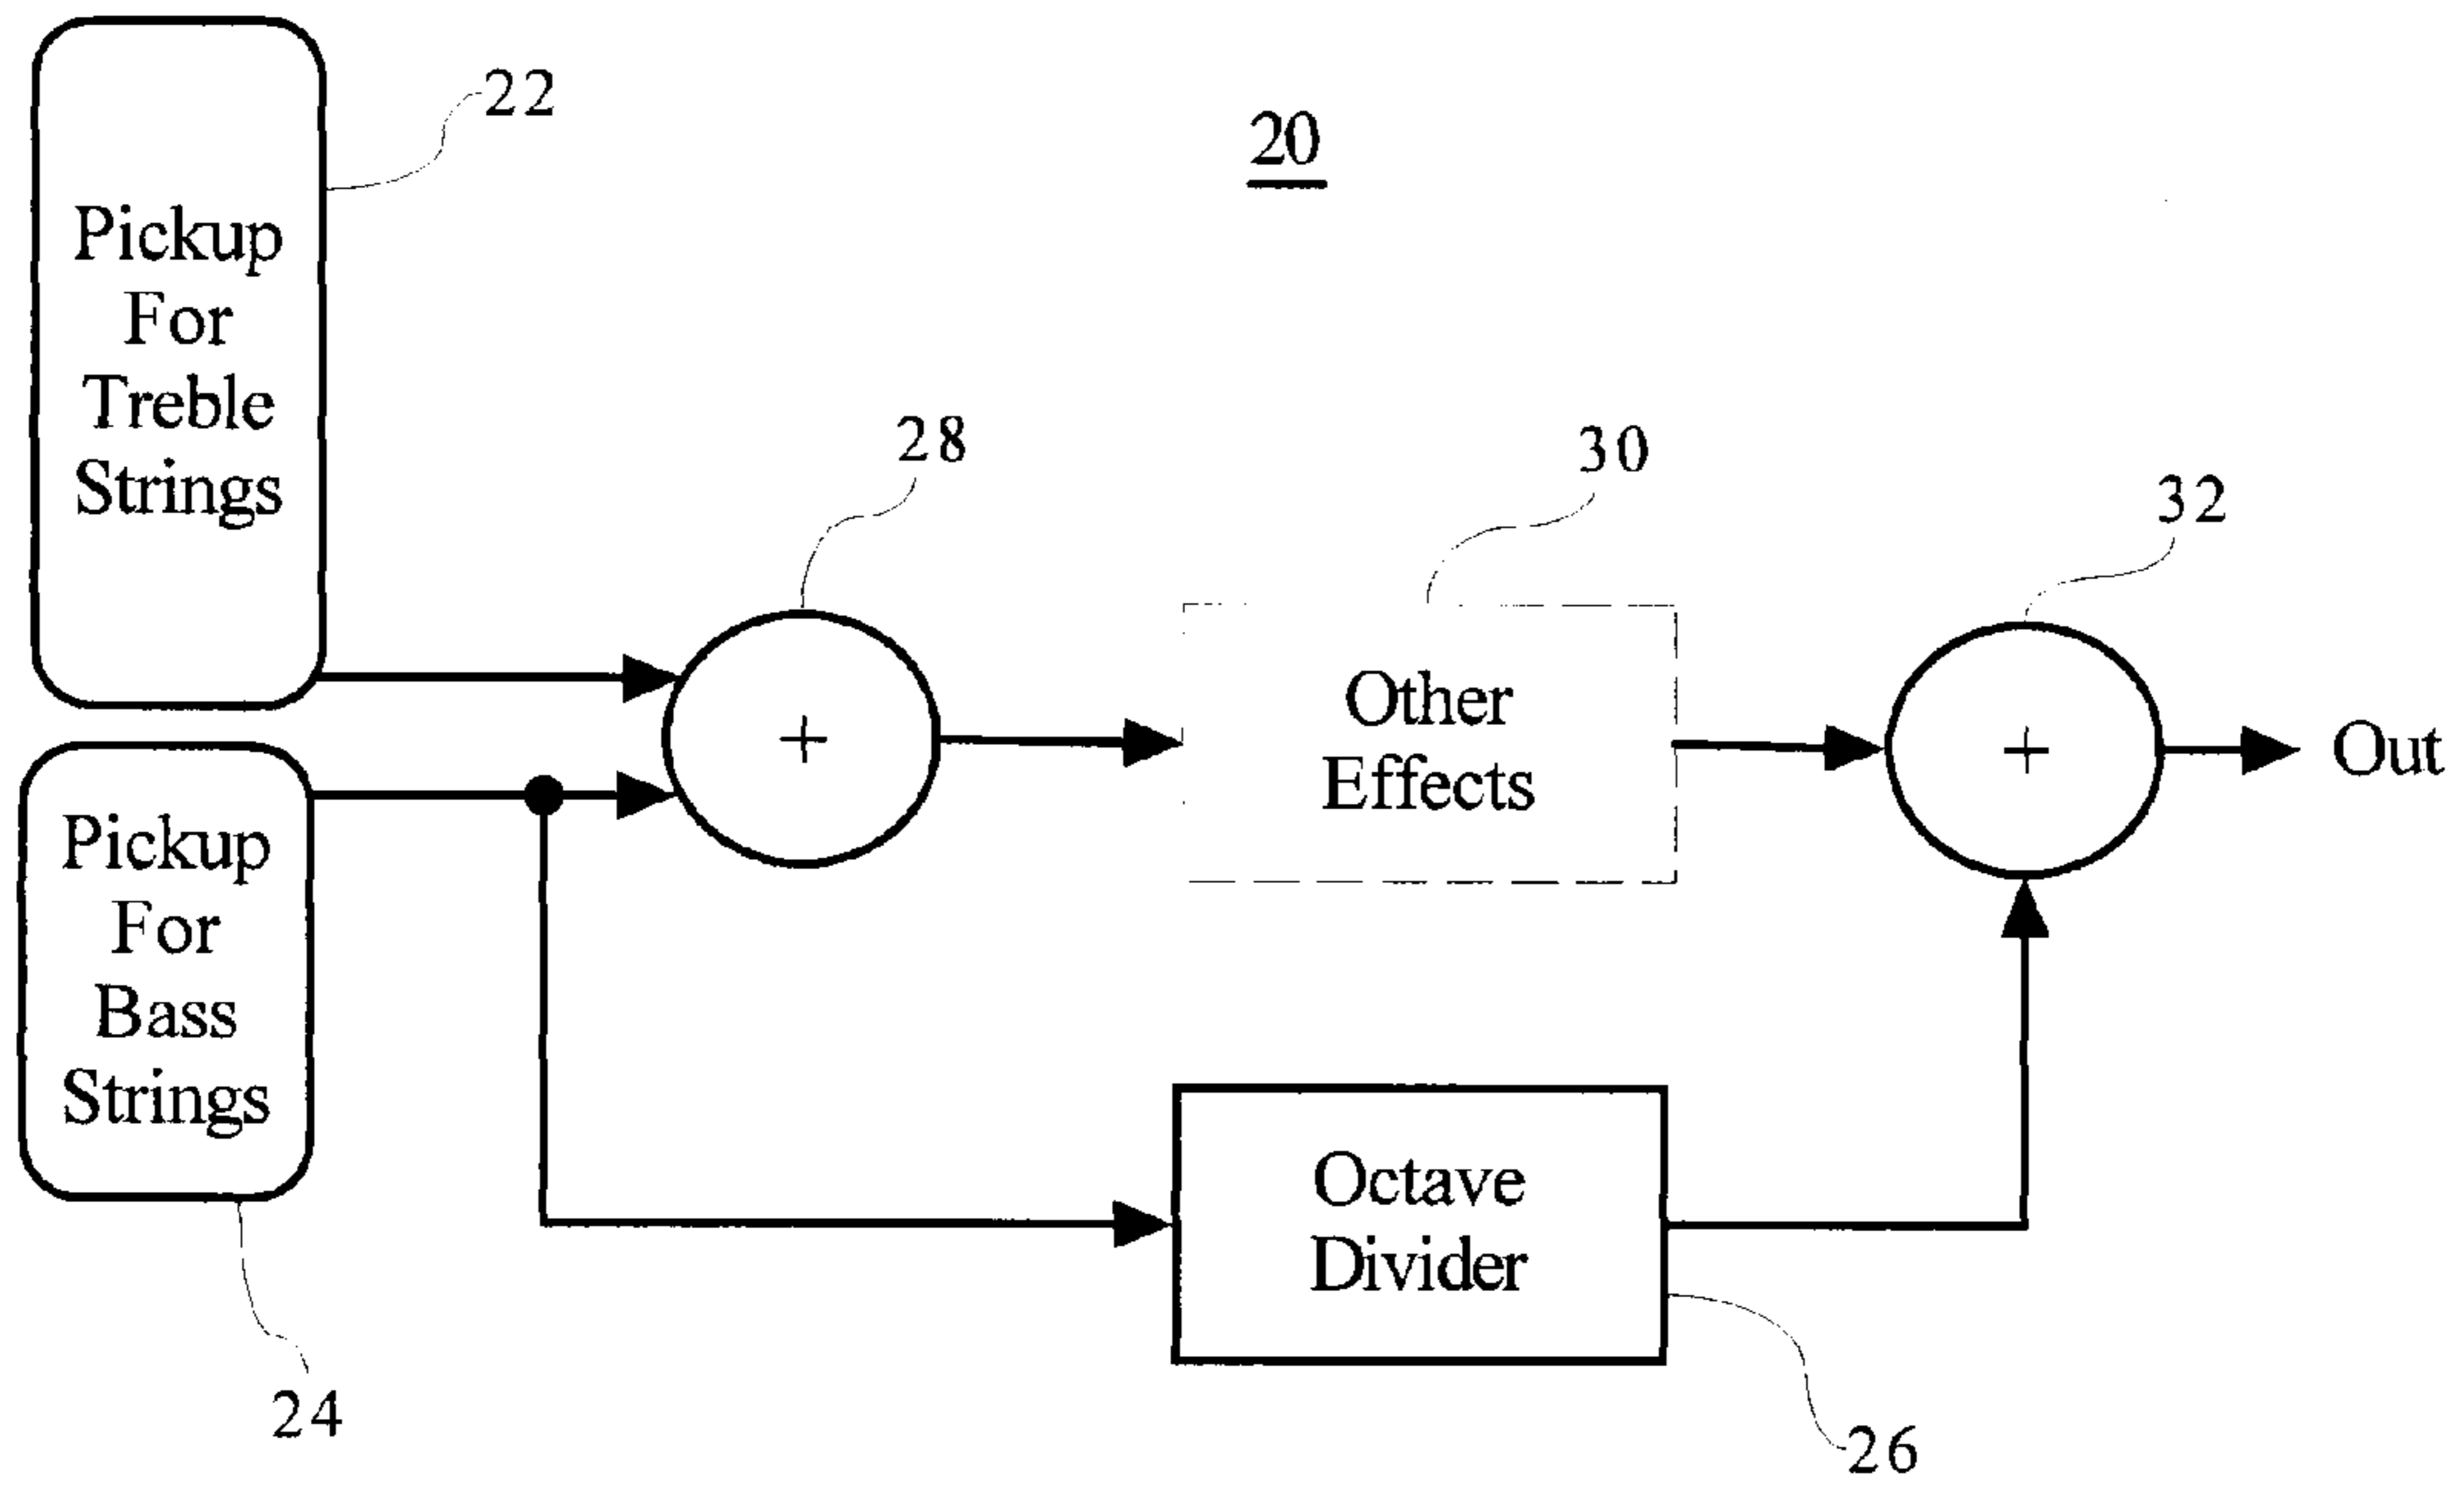 22
20
Pickup
For
Treble
Strings
28
30
32
Other
Effects
+
+
Out
Pickup
For
Bass
Strings
Octave
Divider
24
26